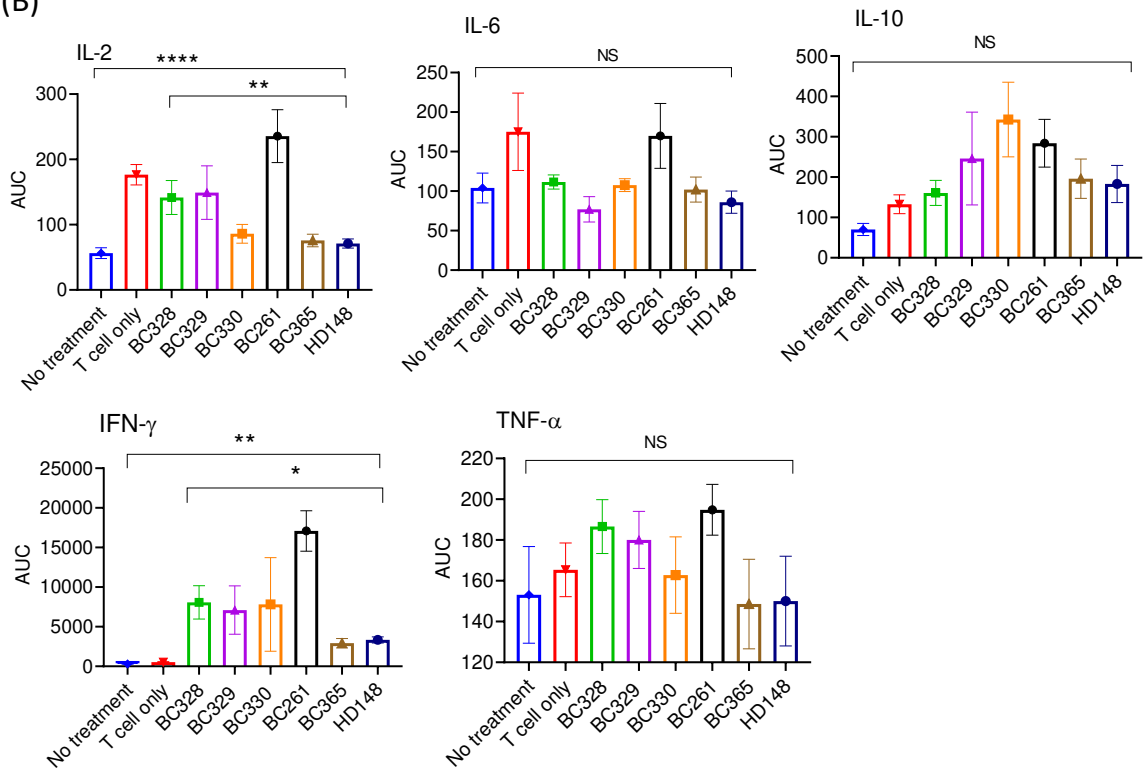 (B)
IL-2
****
**
AUC
300
200
100
0
No treatment
T cell only
BC328
BC329
BC330
BC261
BC365
HD148
IL-6
NS
AUC
250
200
150
100
50
0
No treatment
T cell only
BC328
BC329
BC330
BC261
BC365
HD148
IL-10
NS
AUC
500
400
300
200
100
0
No treatment
T cell only
BC328
BC329
BC330
BC261
BC365
HD148
IFN-γ
**
*
AUC
25000
20000
15000
10000
5000
0
No treatment
T cell only
BC328
BC329
BC330
BC261
BC365
HD148
TNF-α
NS
AUC
220
200
180
160
140
120
No treatment
T cell only
BC328
BC329
BC330
BC261
BC365
HD148